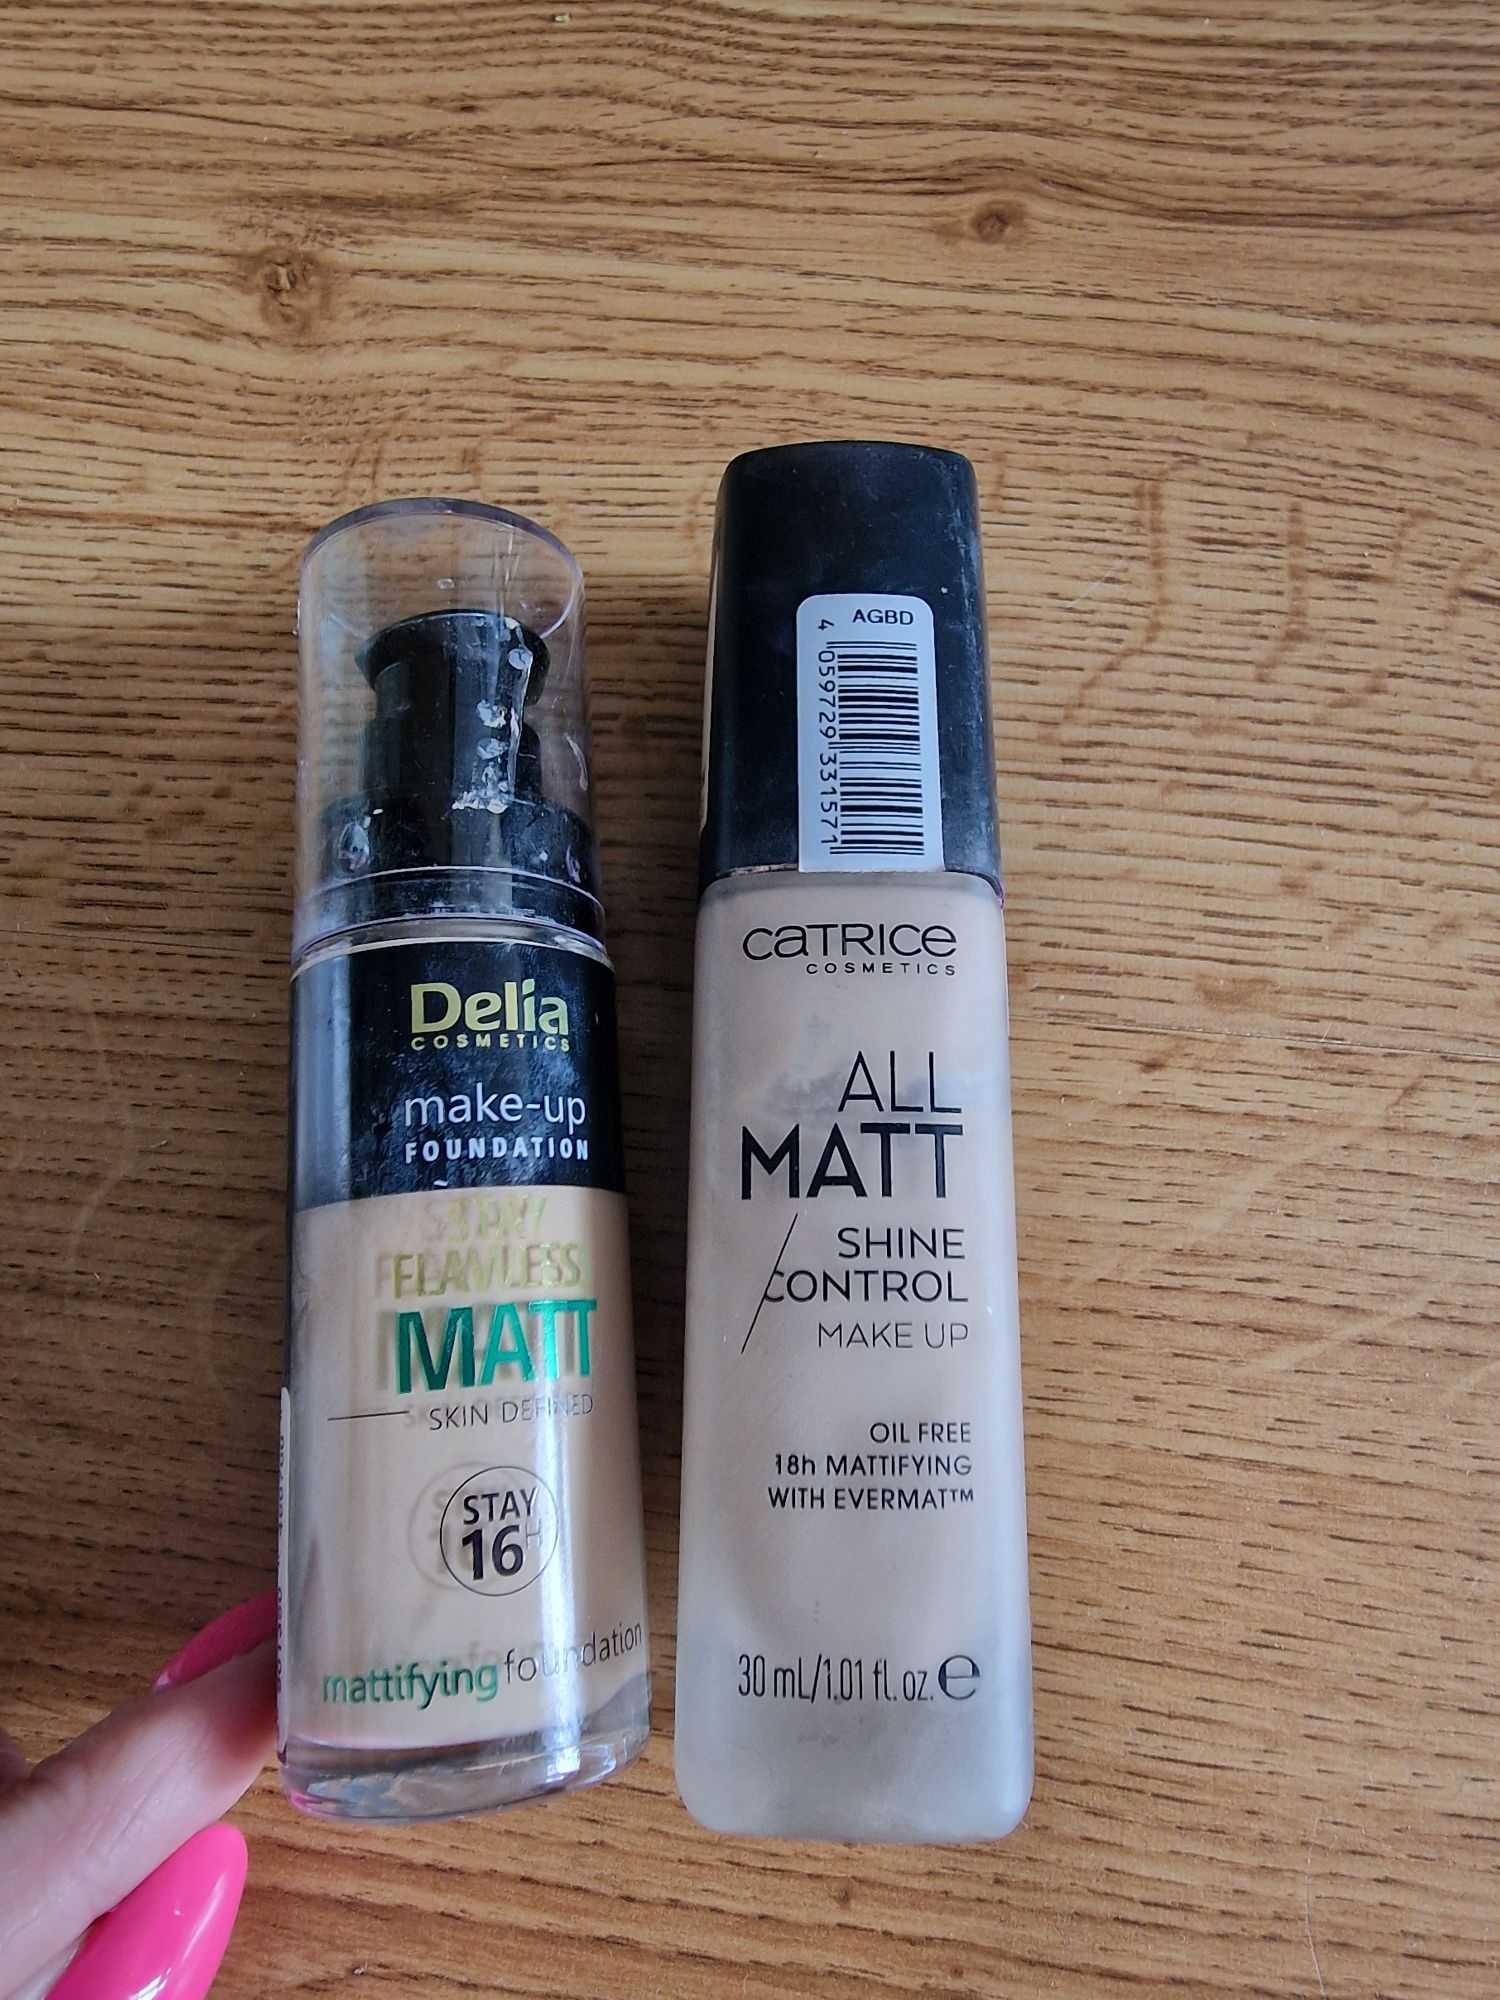 Delia
COSMETICS
make-up
FOUNDATION
STAY
FLAWLESS
MATT
SKIN DEFINED
STAY
16H
mattifying foundation
AGBD
4 059729 331571
CATRICE
COSMETICS
ALL
MATT
SHINE
CONTROL
MAKE UP
OIL FREE
18h MATTIFYING
WITH EVERMAT™
30 mL/1.01 fl. oz. ℮